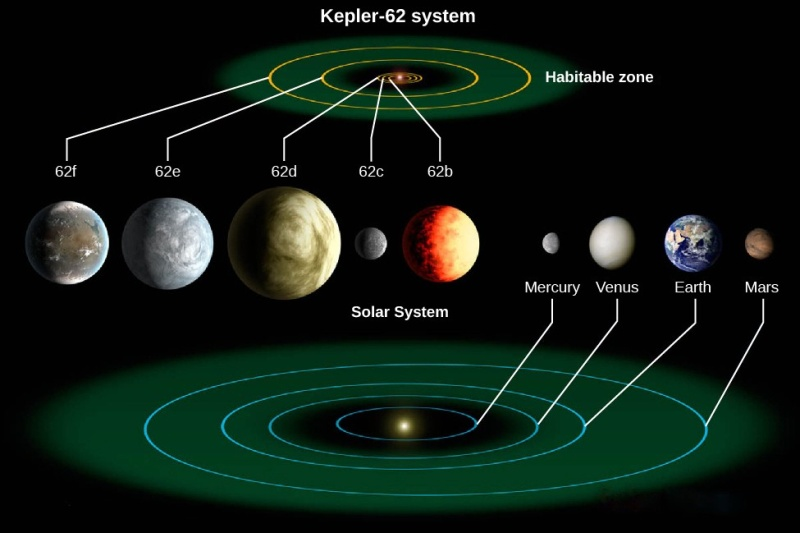 Kepler-62 system
Habitable zone
62f 62e 62d 62c 62b
Solar System
Mercury Venus Earth Mars